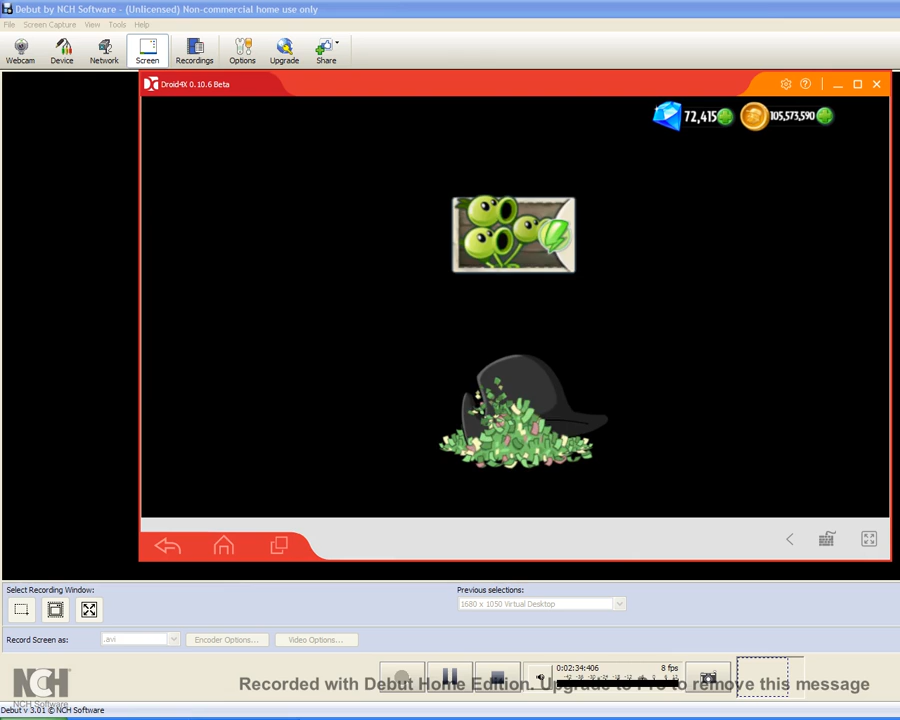 Debut by NCH Software - (Unlicensed) Non-commercial home use only
File Screen Capture View Tools Help
Webcam Device Network Screen Recordings Options Upgrade Share
Droid4X 0.10.6 Beta
72,415 105,573,590
Select Recording Window:
Previous selections:
1680 x 1050 Virtual Desktop
Record Screen as: .avi Encoder Options... Video Options...
0:02:34:406 8 fps
Recorded with Debut Home Edition. Upgrade to Pro to remove this message
NCH
NCH Software
Debut v 3.01 © NCH Software